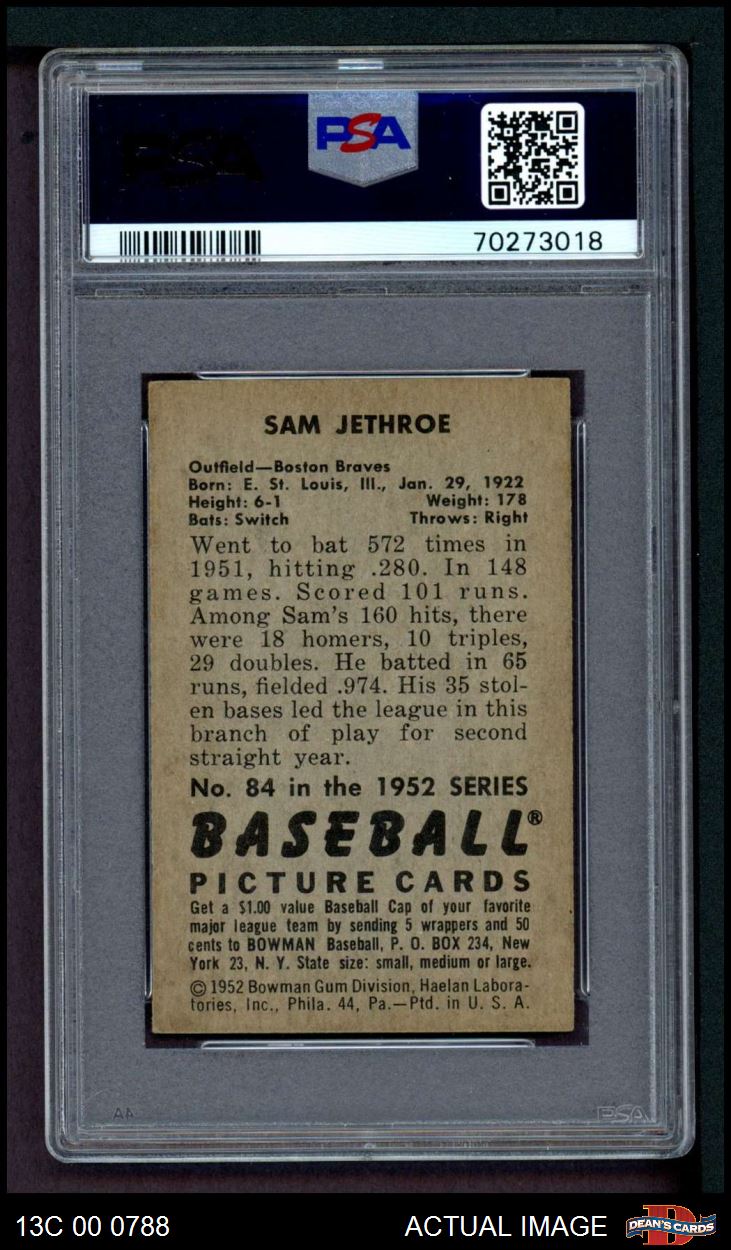 PSA
PSA
70273018
SAM JETHROE
Outfield—Boston Braves
Born: E. St. Louis, Ill., Jan. 29, 1922
Height: 6-1 Weight: 178
Bats: Switch Throws: Right
Went to bat 572 times in
1951, hitting .280. In 148
games. Scored 101 runs.
Among Sam's 160 hits, there
were 18 homers, 10 triples,
29 doubles. He batted in 65
runs, fielded .974. His 35 stol-
en bases led the league in this
branch of play for second
straight year.
No. 84 in the 1952 SERIES
BASEBALL®
PICTURE CARDS
Get a $1.00 value Baseball Cap of your favorite
major league team by sending 5 wrappers and 50
cents to BOWMAN Baseball, P. O. BOX 234, New
York 23, N. Y. State size: small, medium or large.
© 1952 Bowman Gum Division, Haelan Labora-
tories, Inc., Phila. 44, Pa.—Ptd. in U. S. A.
AA PSA
13C 00 0788 ACTUAL IMAGE DEAN'S CARDS